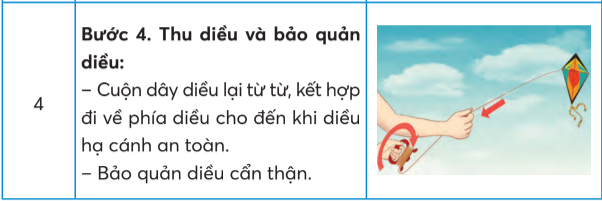 4
Bước 4. Thu diều và bảo quản
diều:
– Cuộn dây diều lại từ từ, kết hợp
đi về phía diều cho đến khi diều
hạ cánh an toàn.
– Bảo quản diều cẩn thận.